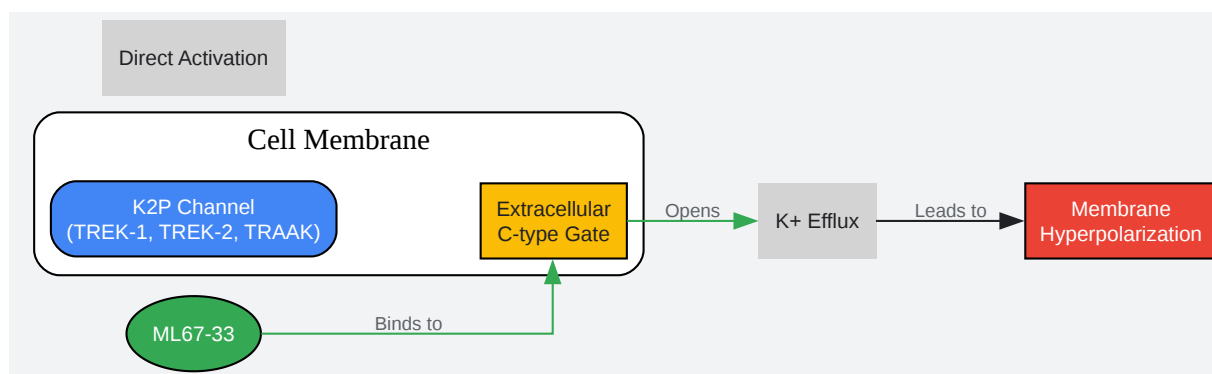 Direct Activation
Cell Membrane
K2P Channel
(TREK-1, TREK-2, TRAAK)
Extracellular
C-type Gate
Opens
K+ Efflux
Leads to
Membrane
Hyperpolarization
ML67-33
Binds to